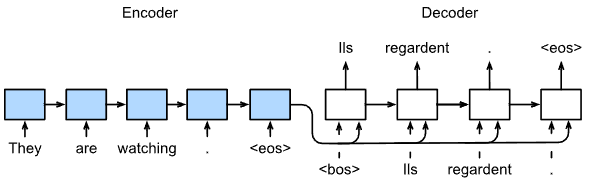 Encoder Decoder
Ils regardent . <eos>
They are watching . <eos>
<bos> Ils regardent .